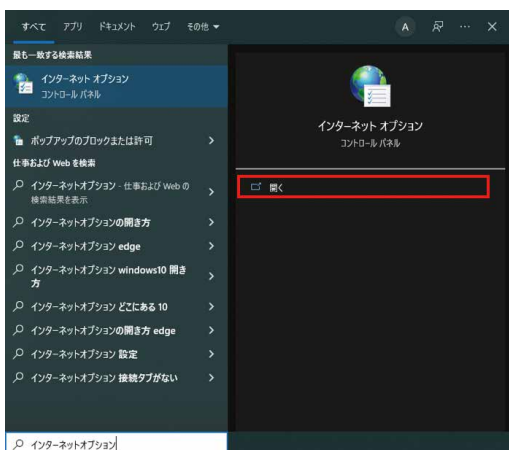 すべて アプリ ドキュメント ウェブ その他 ▼ A ··· ×
最も一致する検索結果
インターネット オプション
コントロール パネル
設定
ポップアップのブロックまたは許可
仕事および Web を検索
インターネットオプション - 仕事および Web の
検索結果を表示
インターネットオプションの開き方
インターネットオプション edge
インターネットオプション windows10 開き
方
インターネットオプション どこにある 10
インターネットオプションの開き方 edge
インターネットオプション 設定
インターネットオプション 接続タブがない
インターネットオプション
インターネット オプション
コントロール パネル
開く